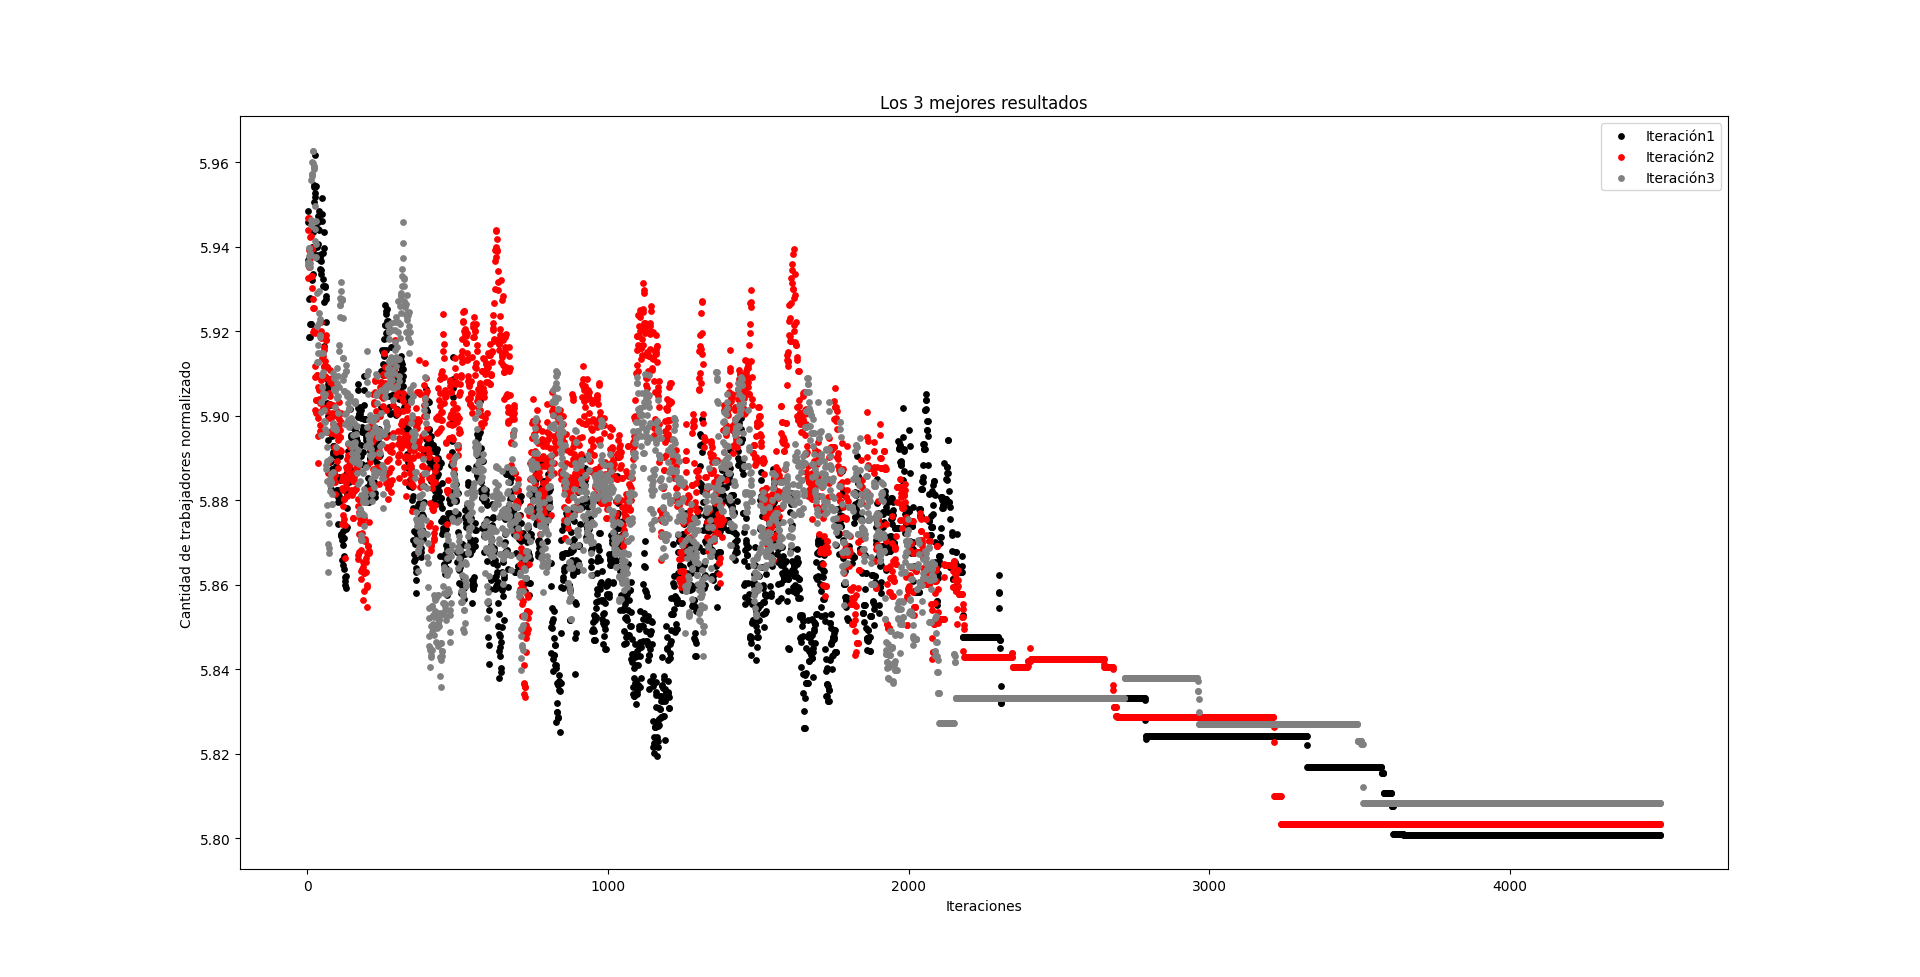 Los 3 mejores resultados
Iteración1
Iteración2
Iteración3
Cantidad de trabajadores normalizado
5.96
5.94
5.92
5.90
5.88
5.86
5.84
5.82
5.80
0 1000 2000 3000 4000
Iteraciones